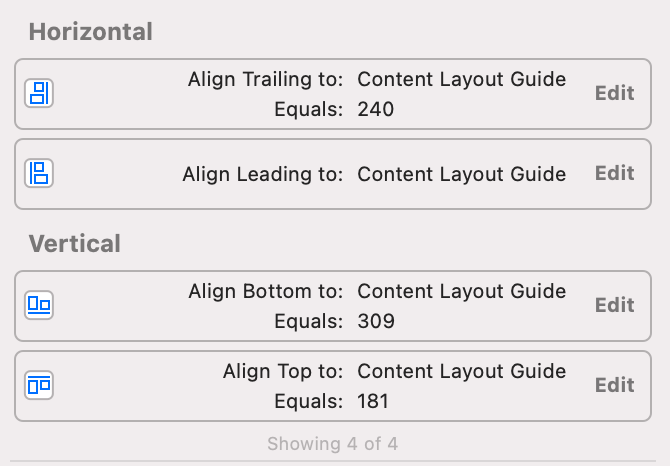 Horizontal
Align Trailing to: Content Layout Guide
Equals: 240
Edit
Align Leading to: Content Layout Guide
Edit
Vertical
Align Bottom to: Content Layout Guide
Equals: 309
Edit
Align Top to: Content Layout Guide
Equals: 181
Edit
Showing 4 of 4